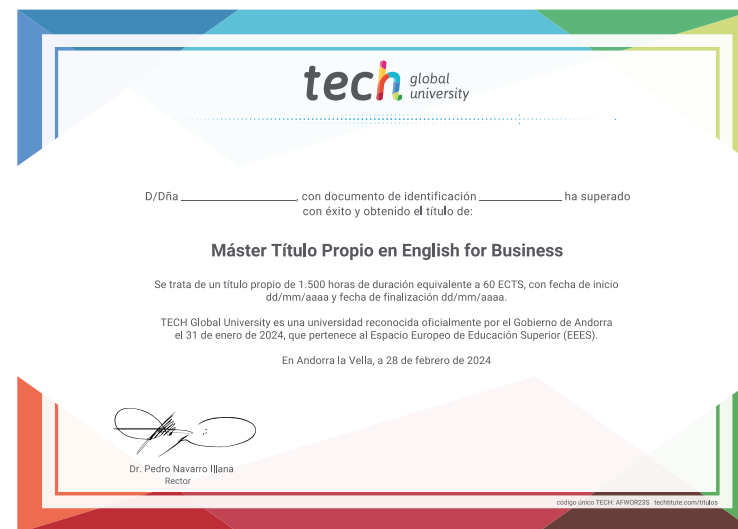 tech global university
D/Dña ____________, con documento de identificación ____________ ha superado
con éxito y obtenido el título de:
Máster Título Propio en English for Business
Se trata de un título propio de 1.500 horas de duración equivalente a 60 ECTS, con fecha de inicio
dd/mm/aaaa y fecha de finalización dd/mm/aaaa.
TECH Global University es una universidad reconocida oficialmente por el Gobierno de Andorra
el 31 de enero de 2024, que pertenece al Espacio Europeo de Educación Superior (EEES).
En Andorra la Vella, a 28 de febrero de 2024
Dr. Pedro Navarro Illana
Rector
código único TECH: AFWOR23S techtitute.com/titulos